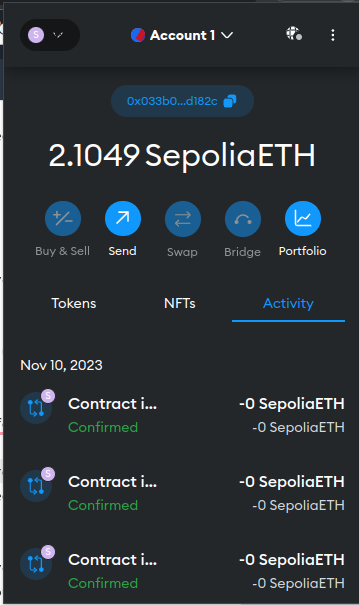 S
Account 1
0x033b0...d182c
2.1049 SepoliaETH
Buy & Sell
Send
Swap
Bridge
Portfolio
Tokens
NFTs
Activity
Nov 10, 2023
S
Contract i... -0 SepoliaETH
Confirmed -0 SepoliaETH
S
Contract i... -0 SepoliaETH
Confirmed -0 SepoliaETH
S
Contract i... -0 SepoliaETH
Confirmed -0 SepoliaETH